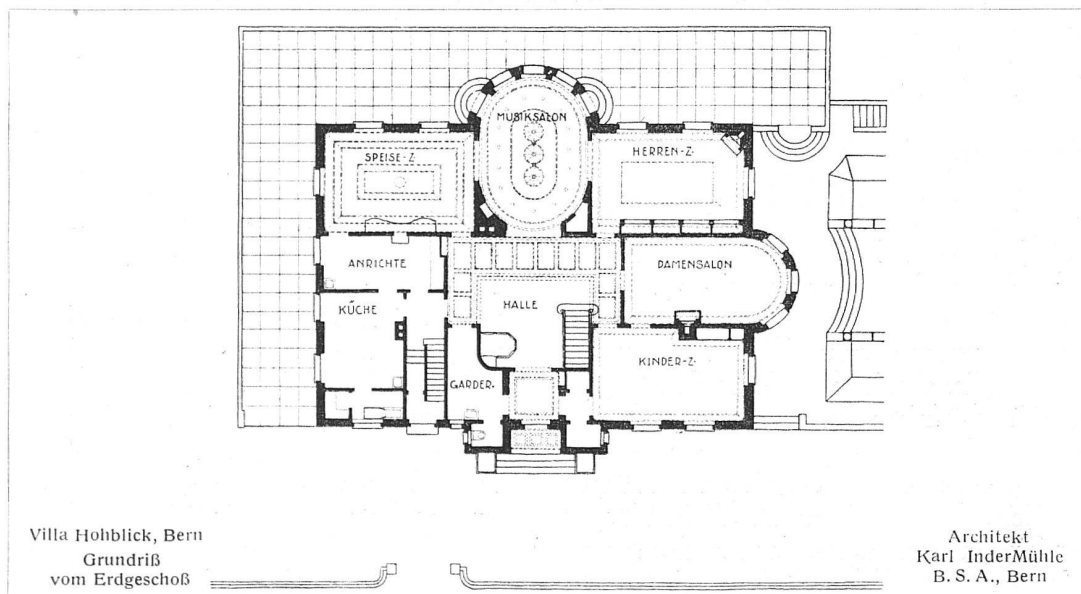 MUSIKSALON
SPEISE-Z.
HERREN-Z.
ANRICHTE
DAMENSALON
KÜCHE
HALLE
KINDER-Z.
GARDER.
Villa Hohblick, Bern
Grundriß
vom Erdgeschoß
Architekt
Karl InderMühle
B. S. A., Bern